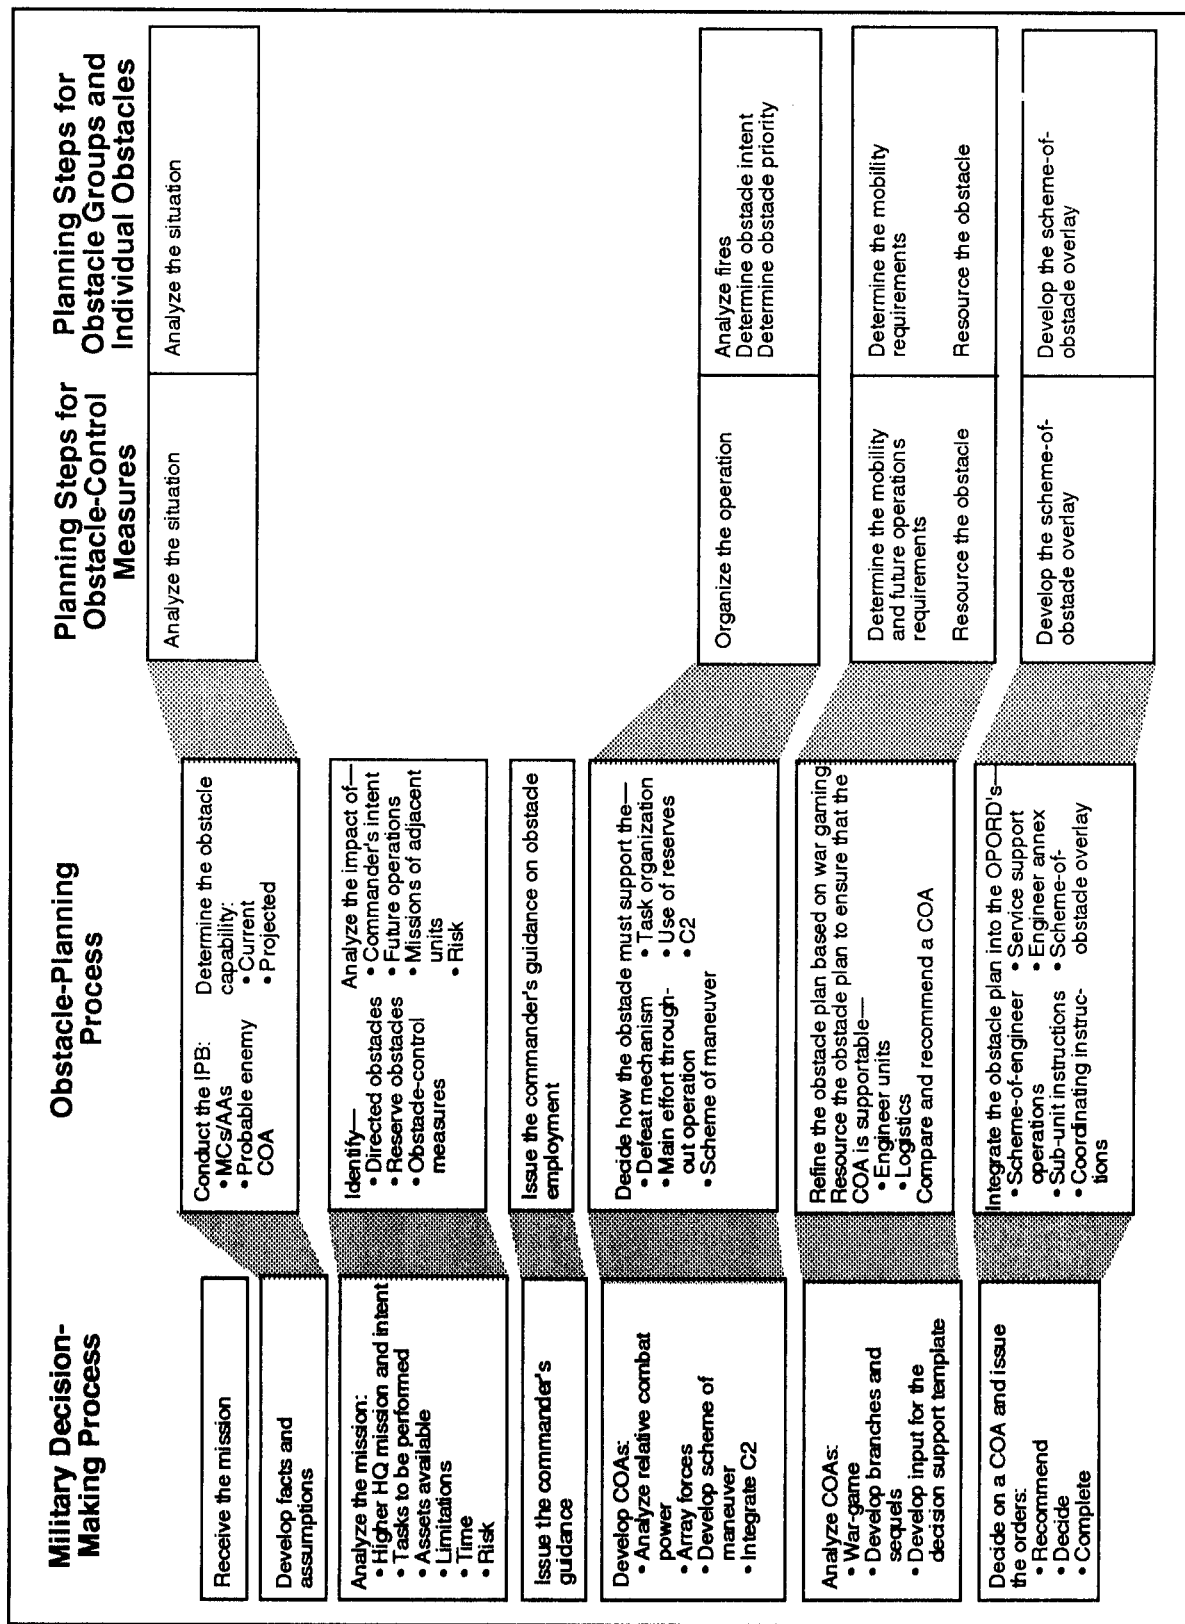 Military Decision-
Making Process
Receive the mission
Develop facts and
assumptions
Analyze the mission:
• Higher HQ mission and intent
• Tasks to be performed
• Assets available
• Limitations
• Time
• Risk
Issue the commander's
guidance
Develop COAs:
• Analyze relative combat
power
• Array forces
• Develop scheme of
maneuver
• Integrate C2
Analyze COAs:
• War-game
• Develop branches and
sequels
• Develop input for the
decision support template
Decide on a COA and issue
the orders:
• Recommend
• Decide
• Complete
Obstacle-Planning
Process
Conduct the IPB:
• MCs/AAs
• Probable enemy
COA
Determine the obstacle
capability:
• Current
• Projected
Identify—
• Directed obstacles
• Reserve obstacles
• Obstacle-control
measures
Analyze the impact of—
• Commander's intent
• Future operations
• Missions of adjacent
units
• Risk
Issue the commander's guidance on obstacle
employment
Decide how the obstacle must support the—
• Defeat mechanism
• Main effort through-
out operation
• Scheme of maneuver
• Task organization
• Use of reserves
• C2
Refine the obstacle plan based on war gaming
Resource the obstacle plan to ensure that the
COA is supportable—
• Engineer units
• Logistics
Compare and recommend a COA
Integrate the obstacle plan into the OPORD's—
• Scheme-of-engineer
operations
• Sub-unit instructions
• Coordinating instruc-
tions
• Service support
• Engineer annex
• Scheme-of-
obstacle overlay
Planning Steps for
Obstacle-Control
Measures
Analyze the situation
Organize the operation
Determine the mobility
and future operations
requirements
Resource the obstacle
Develop the scheme-of-
obstacle overlay
Planning Steps for
Obstacle Groups and
Individual Obstacles
Analyze the situation
Analyze fires
Determine obstacle intent
Determine obstacle priority
Determine the mobility
requirements
Resource the obstacle
Develop the scheme-of-
obstacle overlay